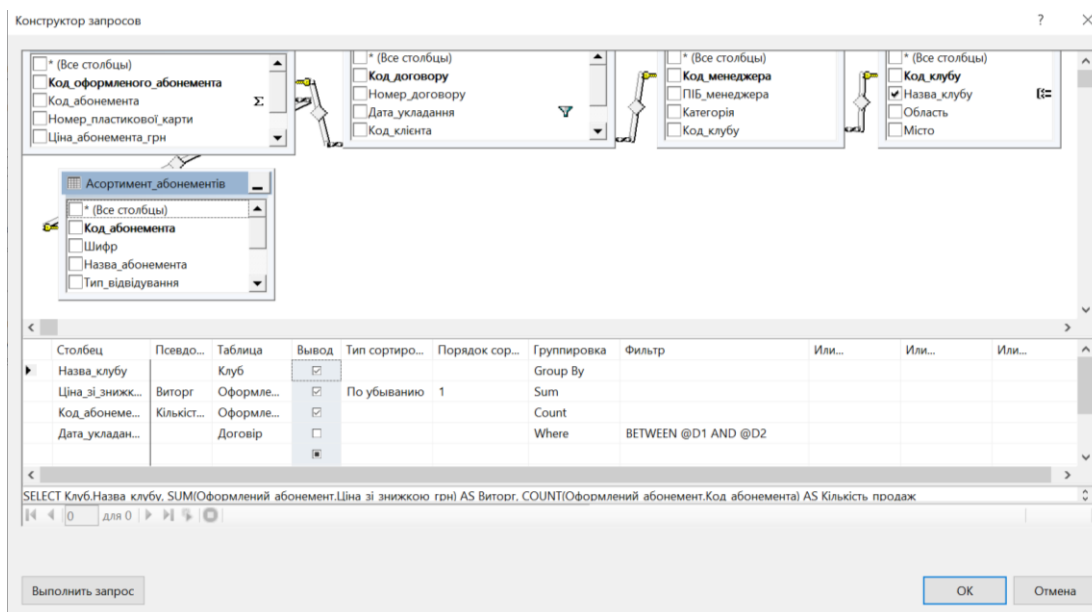 Конструктор запросов
?
* (Все столбцы)
Код_оформленого_абонемента
Код_абонемента
Номер_пластикової_карти
Ціна_абонемента_грн
* (Все столбцы)
Код_договору
Номер_договору
Дата_укладання
Код_клієнта
* (Все столбцы)
Код_менеджера
ПІБ_менеджера
Категорія
Код_клубу
* (Все столбцы)
Код_клубу
Назва_клубу
Область
Місто
Асортимент_абонементів
* (Все столбцы)
Код_абонемента
Шифр
Назва_абонемента
Тип_відвідування
Столбец Псевдо... Таблица Вывод Тип сортиро... Порядок сор... Группировка Фильтр Или... Или... Или...
Назва_клубу Клуб Group By
Ціна_зі_знижк... Виторг Оформле... По убыванию 1 Sum
Код_абонеме... Кількіст... Оформле... Count
Дата_укладан... Договір Where BETWEEN @D1 AND @D2
SELECT Клуб.Назва_клубу, SUM(Оформлений_абонемент.Ціна_зі_знижкою_грн) AS Виторг, COUNT(Оформлений_абонемент.Код_абонемента) AS Кількість_продаж
0 для 0
Выполнить запрос OK Отмена